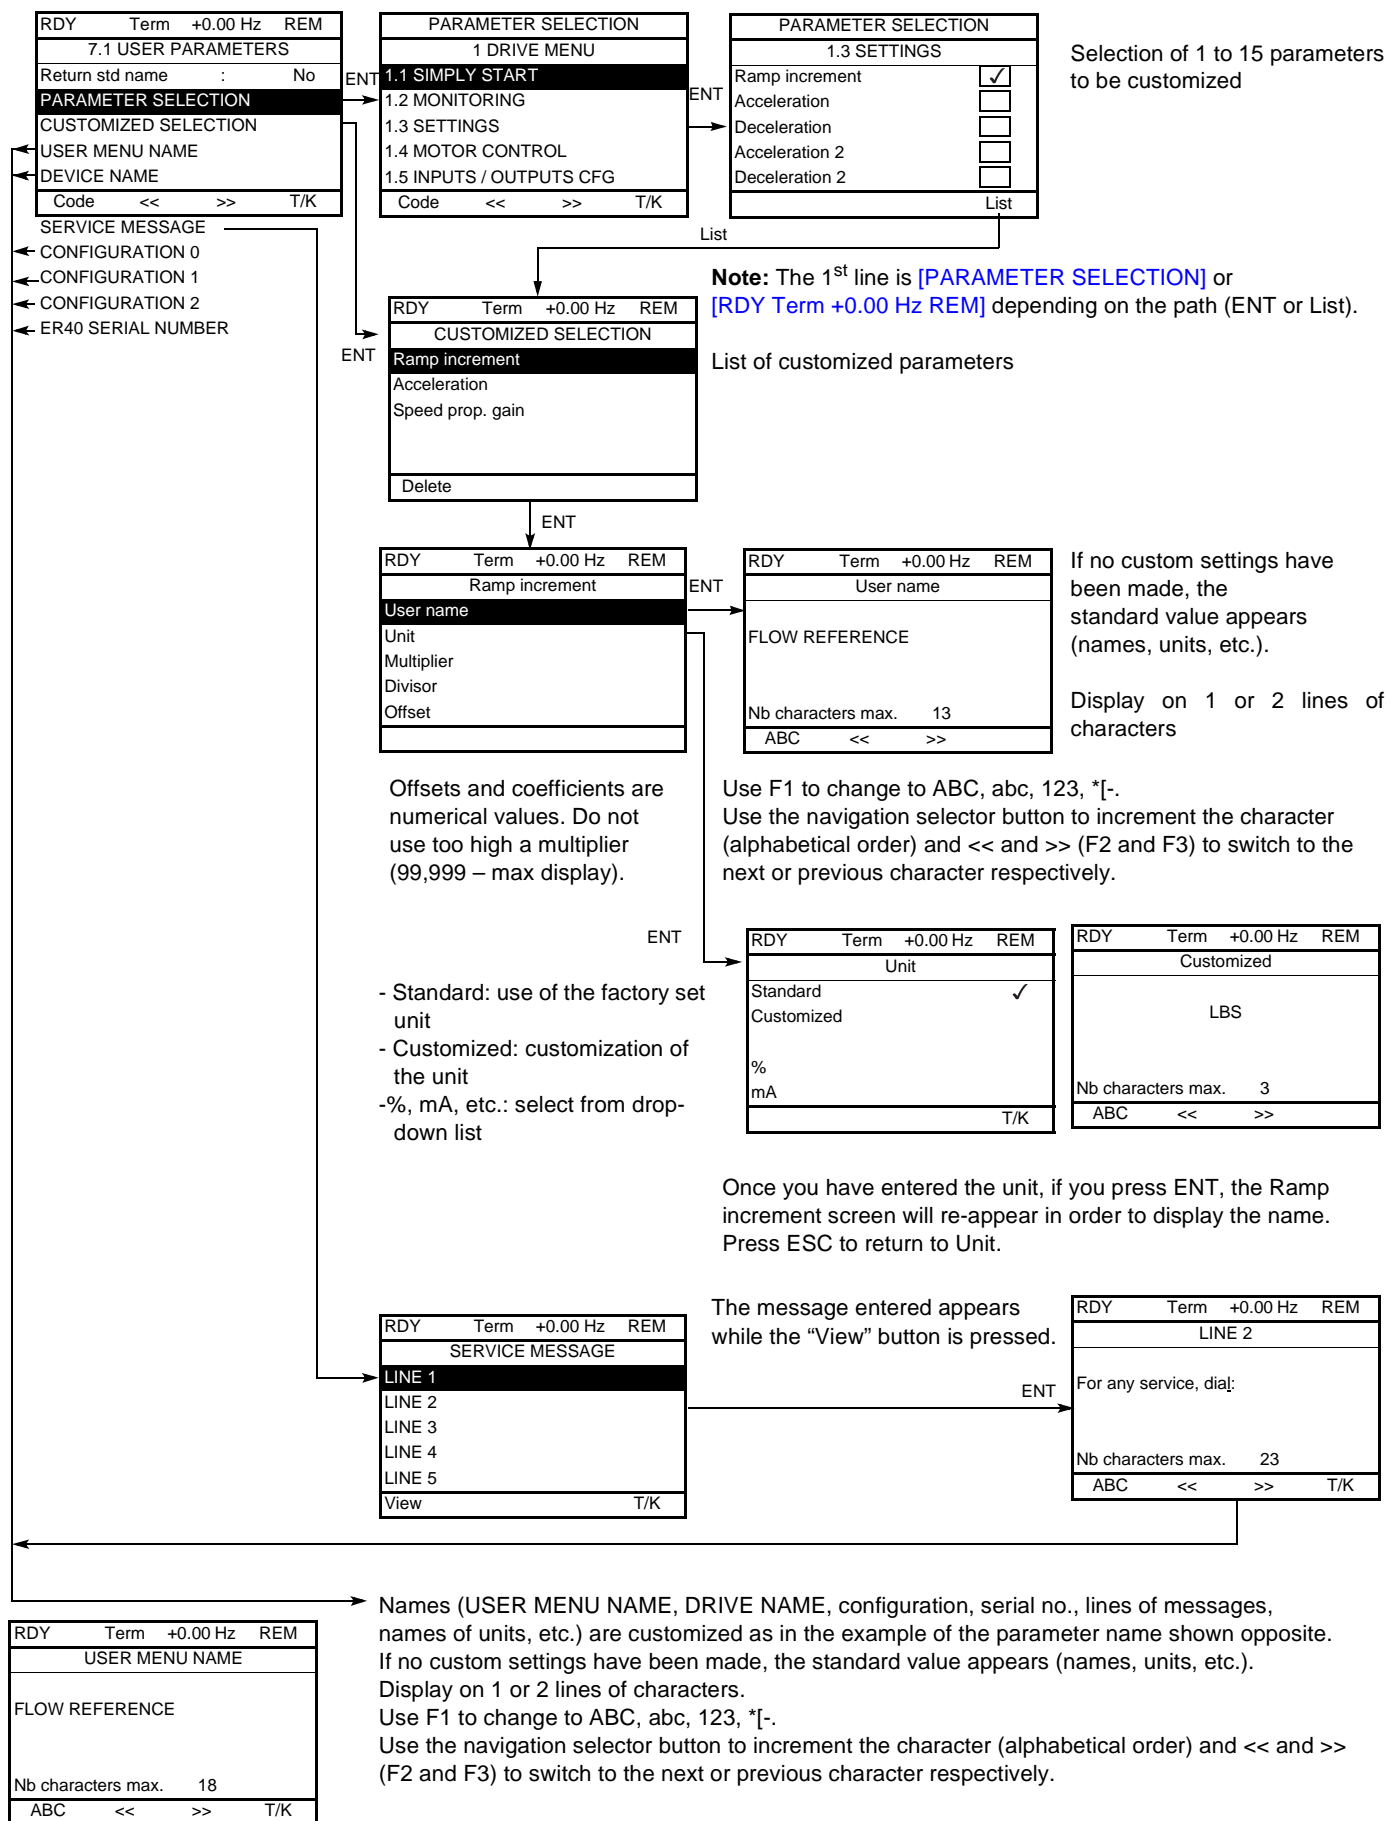 RDY Term +0.00 Hz REM
7.1 USER PARAMETERS
Return std name : No
PARAMETER SELECTION
CUSTOMIZED SELECTION
USER MENU NAME
DEVICE NAME
Code << >> T/K
SERVICE MESSAGE
CONFIGURATION 0
CONFIGURATION 1
CONFIGURATION 2
ER40 SERIAL NUMBER
ENT
PARAMETER SELECTION
1 DRIVE MENU
1.1 SIMPLY START
1.2 MONITORING
1.3 SETTINGS
1.4 MOTOR CONTROL
1.5 INPUTS / OUTPUTS CFG
Code << >> T/K
ENT
PARAMETER SELECTION
1.3 SETTINGS
Ramp increment ✓
Acceleration
Deceleration
Acceleration 2
Deceleration 2
List
Selection of 1 to 15 parameters
to be customized
List
Note: The 1st line is [PARAMETER SELECTION] or
[RDY Term +0.00 Hz REM] depending on the path (ENT or List).
ENT
RDY Term +0.00 Hz REM
CUSTOMIZED SELECTION
Ramp increment
Acceleration
Speed prop. gain
Delete
List of customized parameters
ENT
RDY Term +0.00 Hz REM
Ramp increment
User name
Unit
Multiplier
Divisor
Offset
ENT
RDY Term +0.00 Hz REM
User name
FLOW REFERENCE
Nb characters max. 13
ABC << >>
If no custom settings have
been made, the
standard value appears
(names, units, etc.).
Display on 1 or 2 lines of
characters
Offsets and coefficients are
numerical values. Do not
use too high a multiplier
(99,999 – max display).
Use F1 to change to ABC, abc, 123, *[-.
Use the navigation selector button to increment the character
(alphabetical order) and << and >> (F2 and F3) to switch to the
next or previous character respectively.
ENT
- Standard: use of the factory set
unit
- Customized: customization of
the unit
-%, mA, etc.: select from drop-
down list
RDY Term +0.00 Hz REM
Unit
Standard ✓
Customized
%
mA
T/K
RDY Term +0.00 Hz REM
Customized
LBS
Nb characters max. 3
ABC << >>
Once you have entered the unit, if you press ENT, the Ramp
increment screen will re-appear in order to display the name.
Press ESC to return to Unit.
RDY Term +0.00 Hz REM
SERVICE MESSAGE
LINE 1
LINE 2
LINE 3
LINE 4
LINE 5
View T/K
The message entered appears
while the “View” button is pressed.
ENT
RDY Term +0.00 Hz REM
LINE 2
For any service, dial:
Nb characters max. 23
ABC << >> T/K
RDY Term +0.00 Hz REM
USER MENU NAME
FLOW REFERENCE
Nb characters max. 18
ABC << >> T/K
Names (USER MENU NAME, DRIVE NAME, configuration, serial no., lines of messages,
names of units, etc.) are customized as in the example of the parameter name shown opposite.
If no custom settings have been made, the standard value appears (names, units, etc.).
Display on 1 or 2 lines of characters.
Use F1 to change to ABC, abc, 123, *[-.
Use the navigation selector button to increment the character (alphabetical order) and << and >>
(F2 and F3) to switch to the next or previous character respectively.